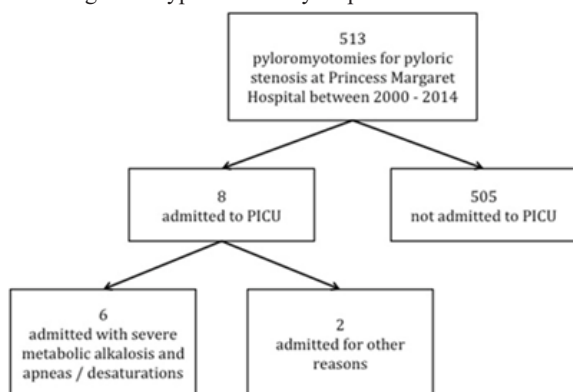 513
pyloromyotomies for pyloric
stenosis at Princess Margaret
Hospital between 2000 - 2014
8
admitted to PICU
505
not admitted to PICU
6
admitted with severe
metabolic alkalosis and
apneas / desaturations
2
admitted for other
reasons